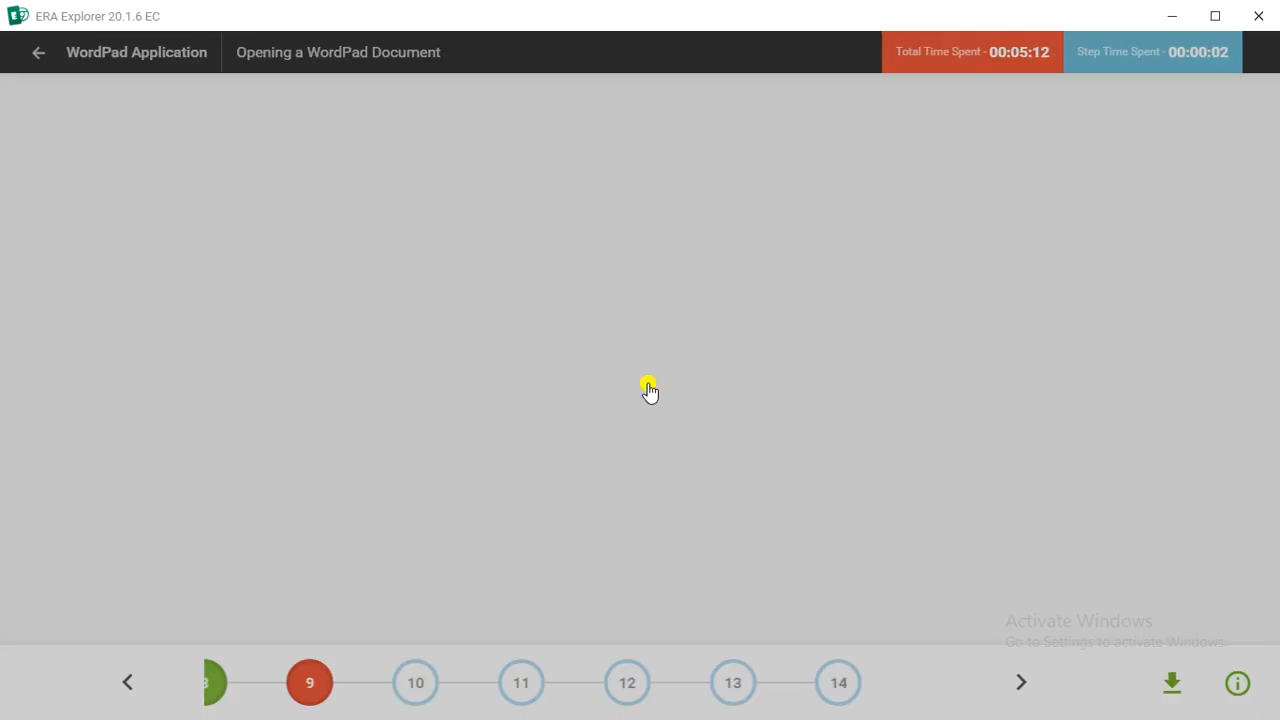 ERA Explorer 20.1.6 EC
WordPad Application
Opening a WordPad Document
Total Time Spent - 00:05:12
Step Time Spent - 00:00:02
Activate Windows
Go to Settings to activate Windows.
8 9 10 11 12 13 14